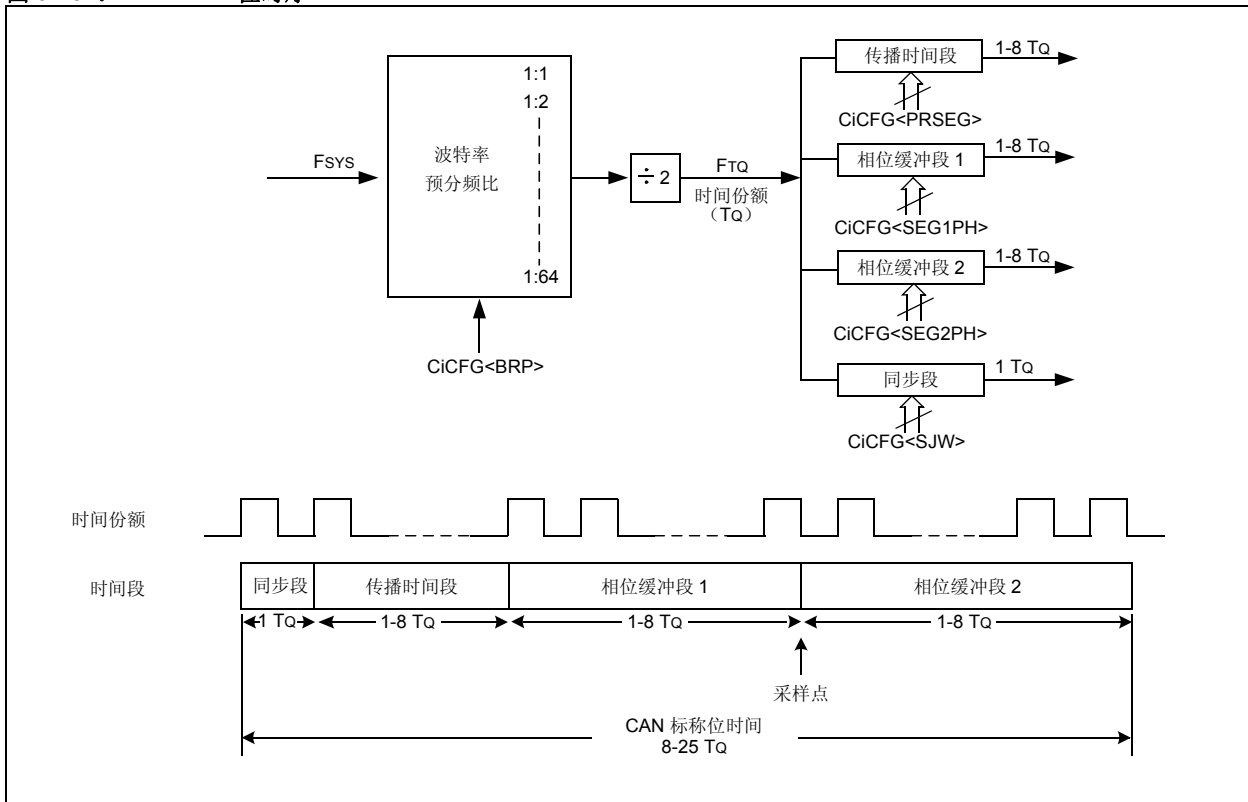 1:1
1:2
1:64
FSYS
波特率
预分频比
CiCFG<BRP>
÷ 2
FTQ
时间份额
（TQ）
传播时间段
1-8 TQ
CiCFG<PRSEG>
相位缓冲段 1
1-8 TQ
CiCFG<SEG1PH>
相位缓冲段 2
1-8 TQ
CiCFG<SEG2PH>
同步段
1 TQ
CiCFG<SJW>
时间份额
时间段
同步段 传播时间段 相位缓冲段 1 相位缓冲段 2
1 TQ 1-8 TQ 1-8 TQ 1-8 TQ
采样点
CAN 标称位时间
8-25 TQ